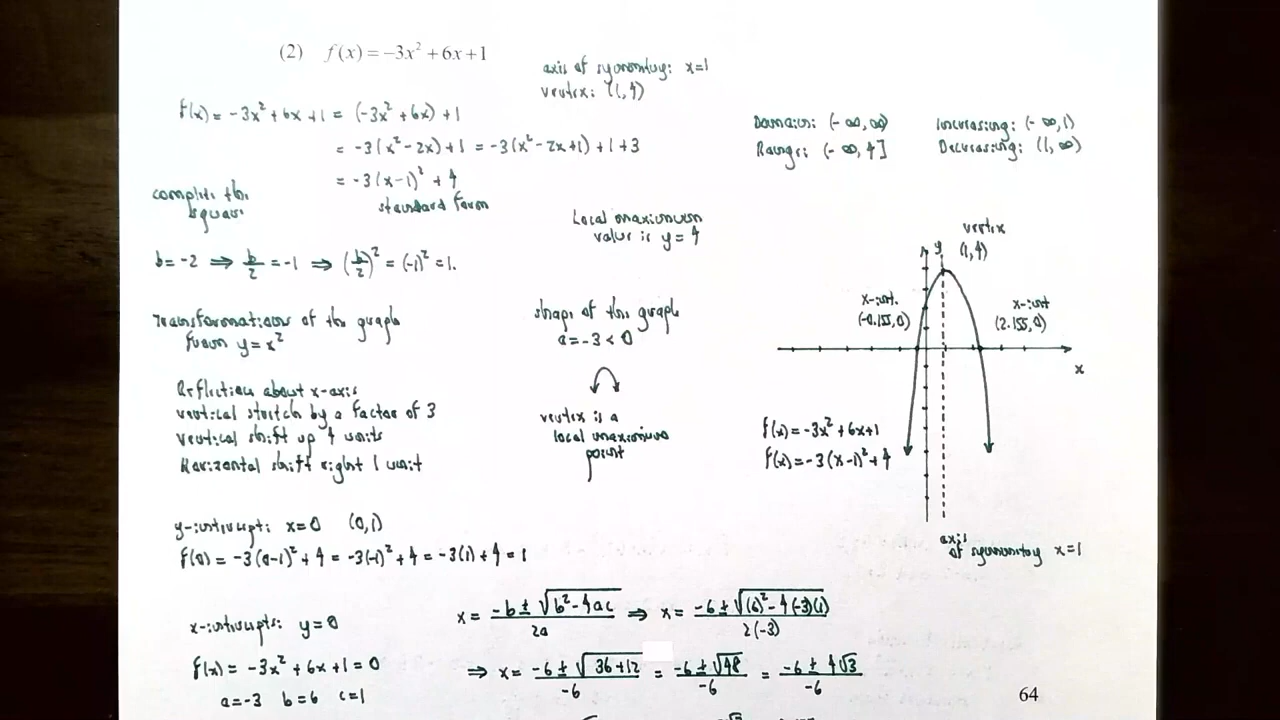 (2) f(x) = −3x² + 6x + 1
axis of symmetry: x=1
vertex: (1,4)
f(x) = -3x² + 6x + 1 = (-3x² + 6x) + 1
= -3(x² - 2x) + 1 = -3(x² - 2x + 1) + 1 + 3
= -3(x-1)² + 4
standard form
complete the
square
Domain: (-∞, ∞)
Range: (-∞, 4]
Increasing: (-∞, 1)
Decreasing: (1, ∞)
Local maximum
value is y = 4
b = -2 ⇒ b/2 = -1 ⇒ (b/2)² = (-1)² = 1.
Transformations of the graph
from y = x²
Reflection about x-axis
vertical stretch by a factor of 3
vertical shift up 4 units
Horizontal shift right 1 unit
shape of the graph
a = -3 < 0
vertex is a
local maximum
point
vertex
(1,4)
y
x-int.
(-0.155, 0)
x-int
(2.155, 0)
x
f(x) = -3x² + 6x + 1
f(x) = -3(x-1)² + 4
axis
of symmetry x=1
y-intercept: x=0 (0,1)
f(0) = -3(0-1)² + 4 = -3(-1)² + 4 = -3(1) + 4 = 1
x-intercepts: y=0
f(x) = -3x² + 6x + 1 = 0
a=-3 b=6 c=1
x = (-b ± √(b² - 4ac))/2a ⇒ x = (-6 ± √((6)² - 4(-3)(1)))/2(-3)
⇒ x = (-6 ± √(36+12))/-6 = (-6 ± √48)/-6 = (-6 ± 4√3)/-6
64